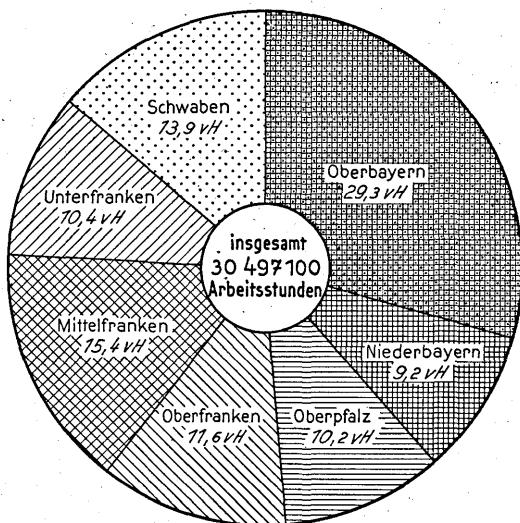 Schwaben
13,9 vH
Oberbayern
29,3 vH
Unterfranken
10,4 vH
insgesamt
30 497 100
Arbeitsstunden
Mittelfranken
15,4 vH
Niederbayern
9,2 vH
Oberfranken
11,6 vH
Oberpfalz
10,2 vH